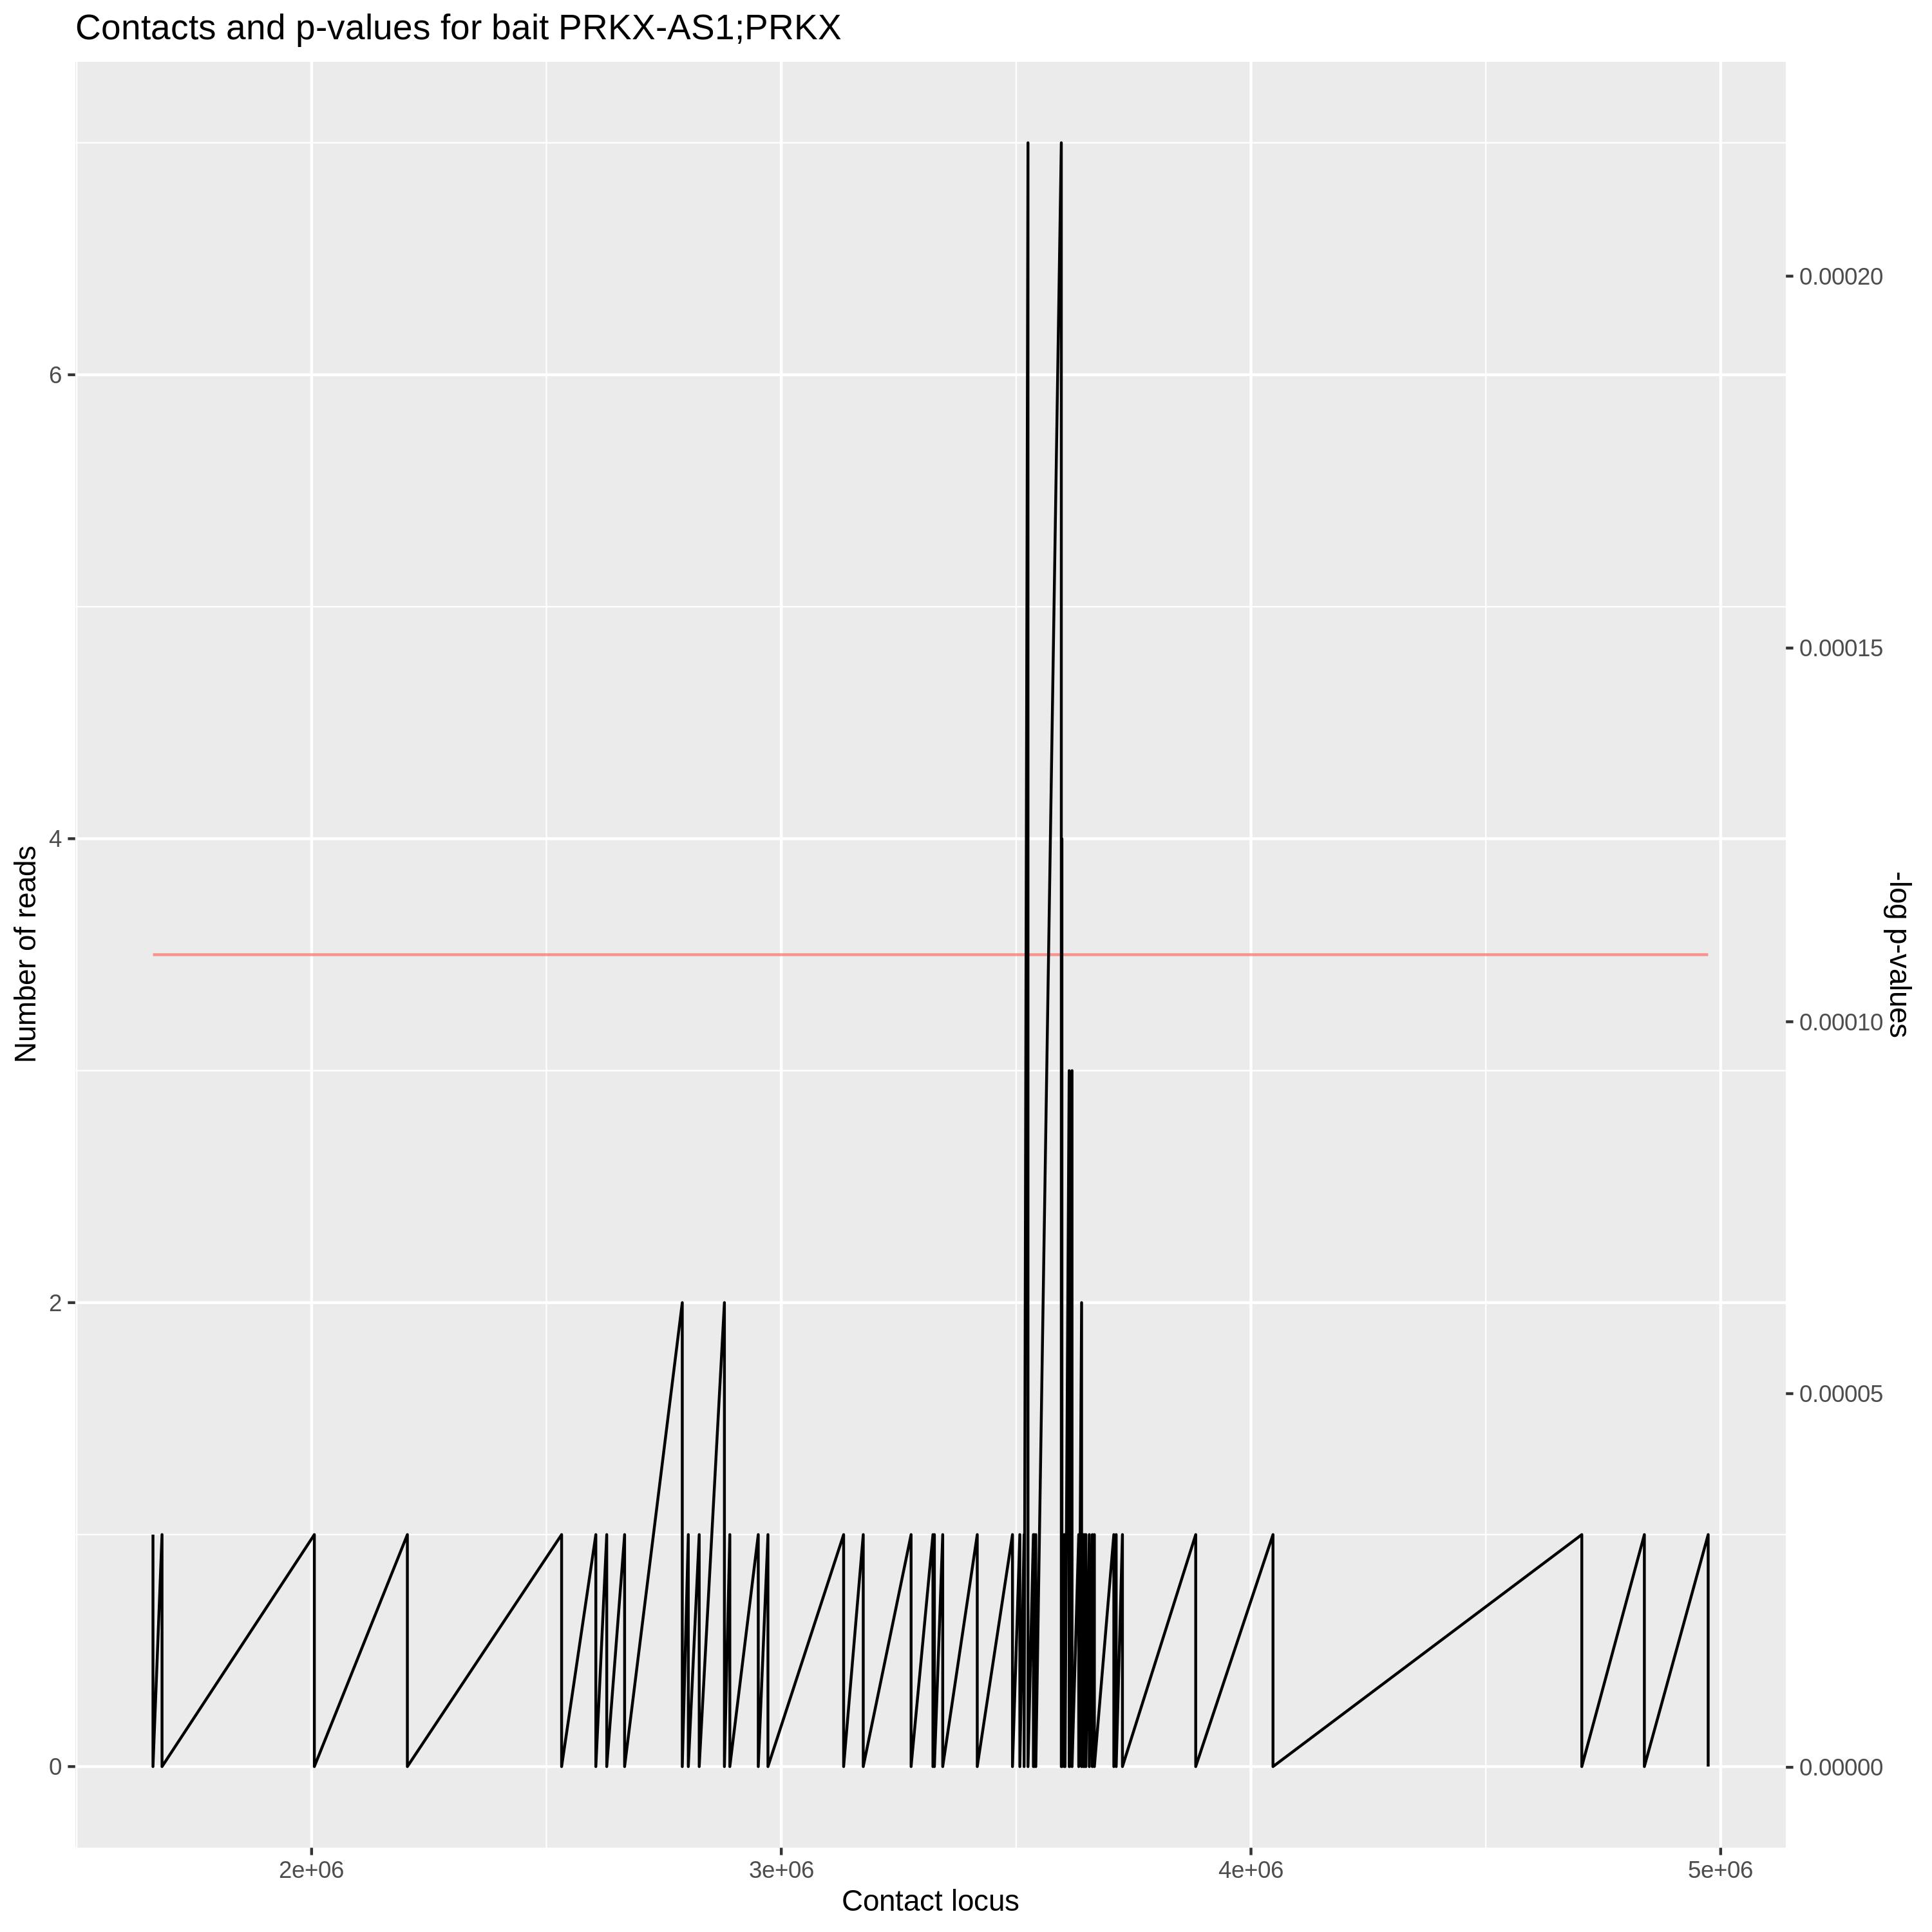 Contacts and p-values for bait PRKX-AS1;PRKX
Number of reads
6
4
2
0
0.00020
0.00015
0.00010
0.00005
0.00000
-log p-values
2e+06 3e+06 4e+06 5e+06
Contact locus